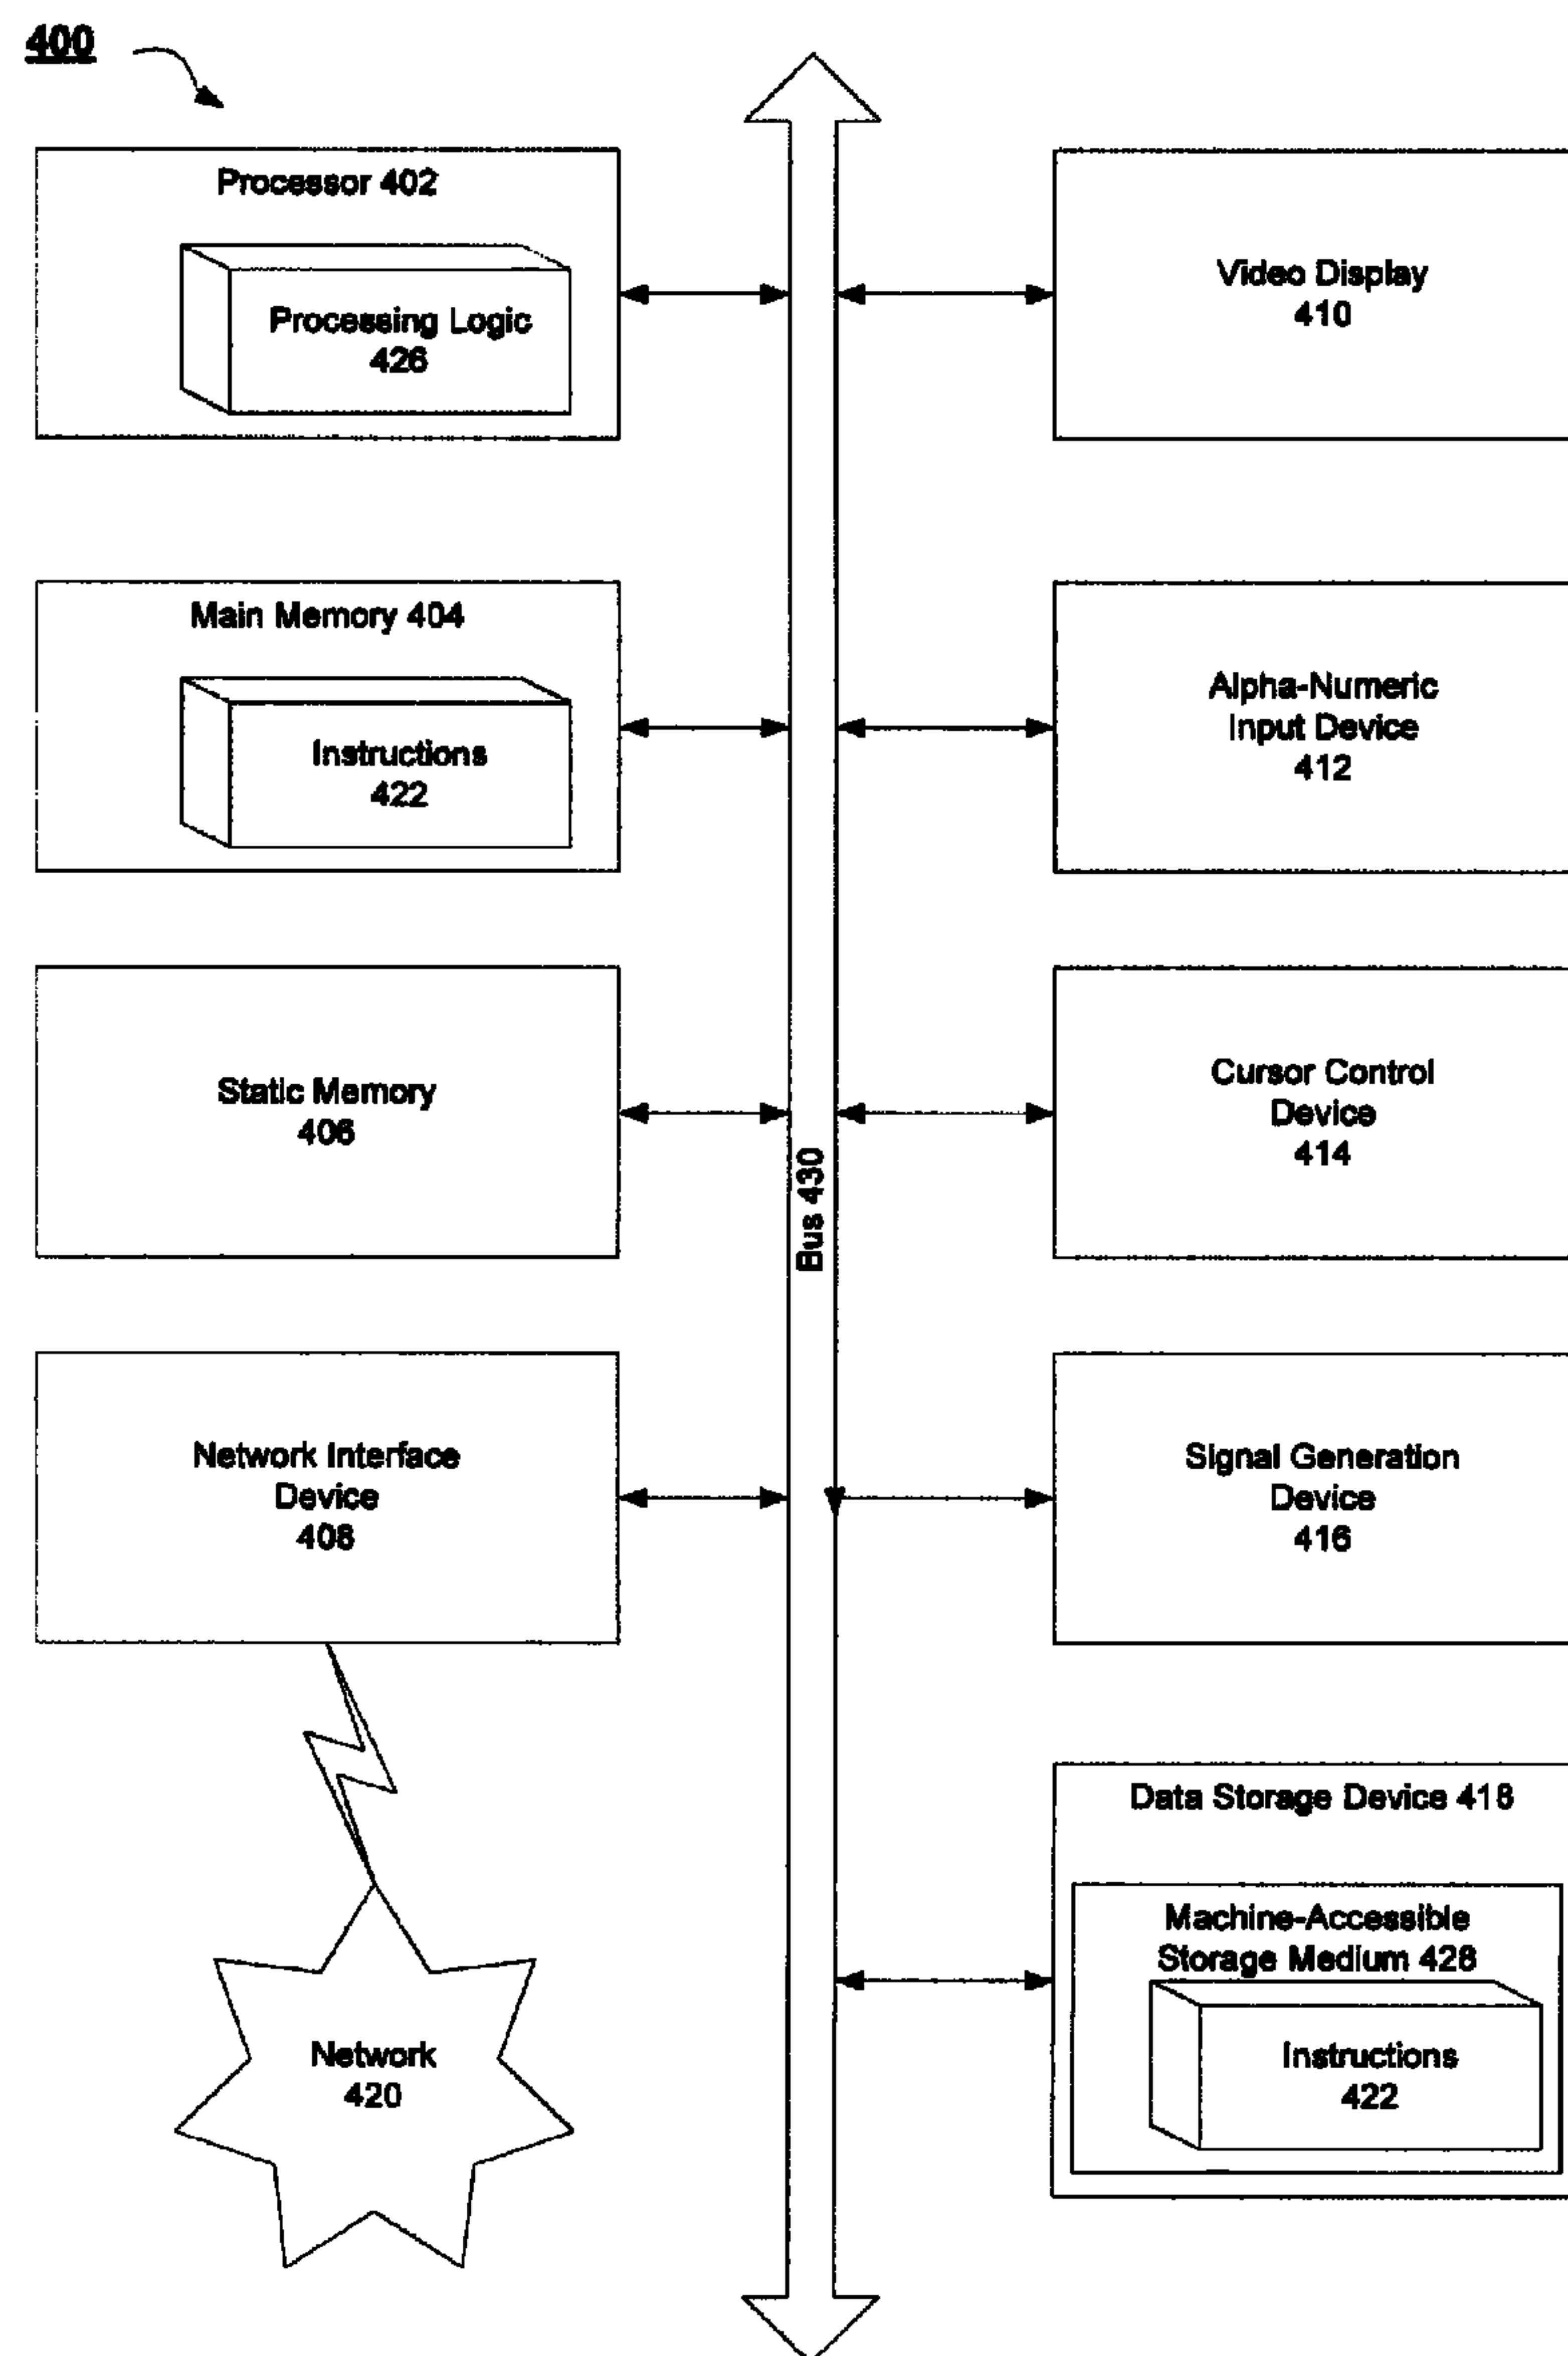 400
Processor 402
Processing Logic
426
Main Memory 404
Instructions
422
Static Memory
406
Network Interface
Device
408
Network
420
Bus 430
Video Display
410
Alpha-Numeric
Input Device
412
Cursor Control
Device
414
Signal Generation
Device
416
Data Storage Device 418
Machine-Accessible
Storage Medium 428
Instructions
422